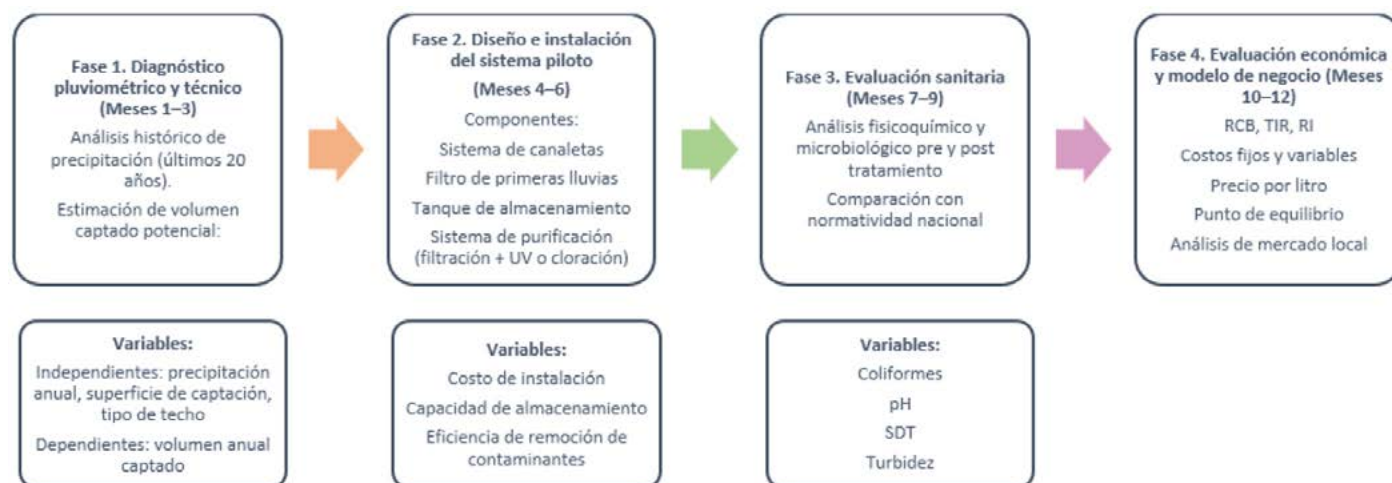 Fase 1. Diagnóstico
pluviométrico y técnico
(Meses 1–3)
Análisis histórico de
precipitación (últimos 20
años).
Estimación de volumen
captado potencial:
Fase 2. Diseño e instalación
del sistema piloto
(Meses 4–6)
Componentes:
Sistema de canaletas
Filtro de primeras lluvias
Tanque de almacenamiento
Sistema de purificación
(filtración + UV o cloración)
Fase 3. Evaluación sanitaria
(Meses 7–9)
Análisis fisicoquímico y
microbiológico pre y post
tratamiento
Comparación con
normatividad nacional
Fase 4. Evaluación económica
y modelo de negocio (Meses
10–12)
RCB, TIR, RI
Costos fijos y variables
Precio por litro
Punto de equilibrio
Análisis de mercado local
Variables:
Independientes: precipitación
anual, superficie de captación,
tipo de techo
Dependientes: volumen anual
captado
Variables:
Costo de instalación
Capacidad de almacenamiento
Eficiencia de remoción de
contaminantes
Variables:
Coliformes
pH
SDT
Turbidez